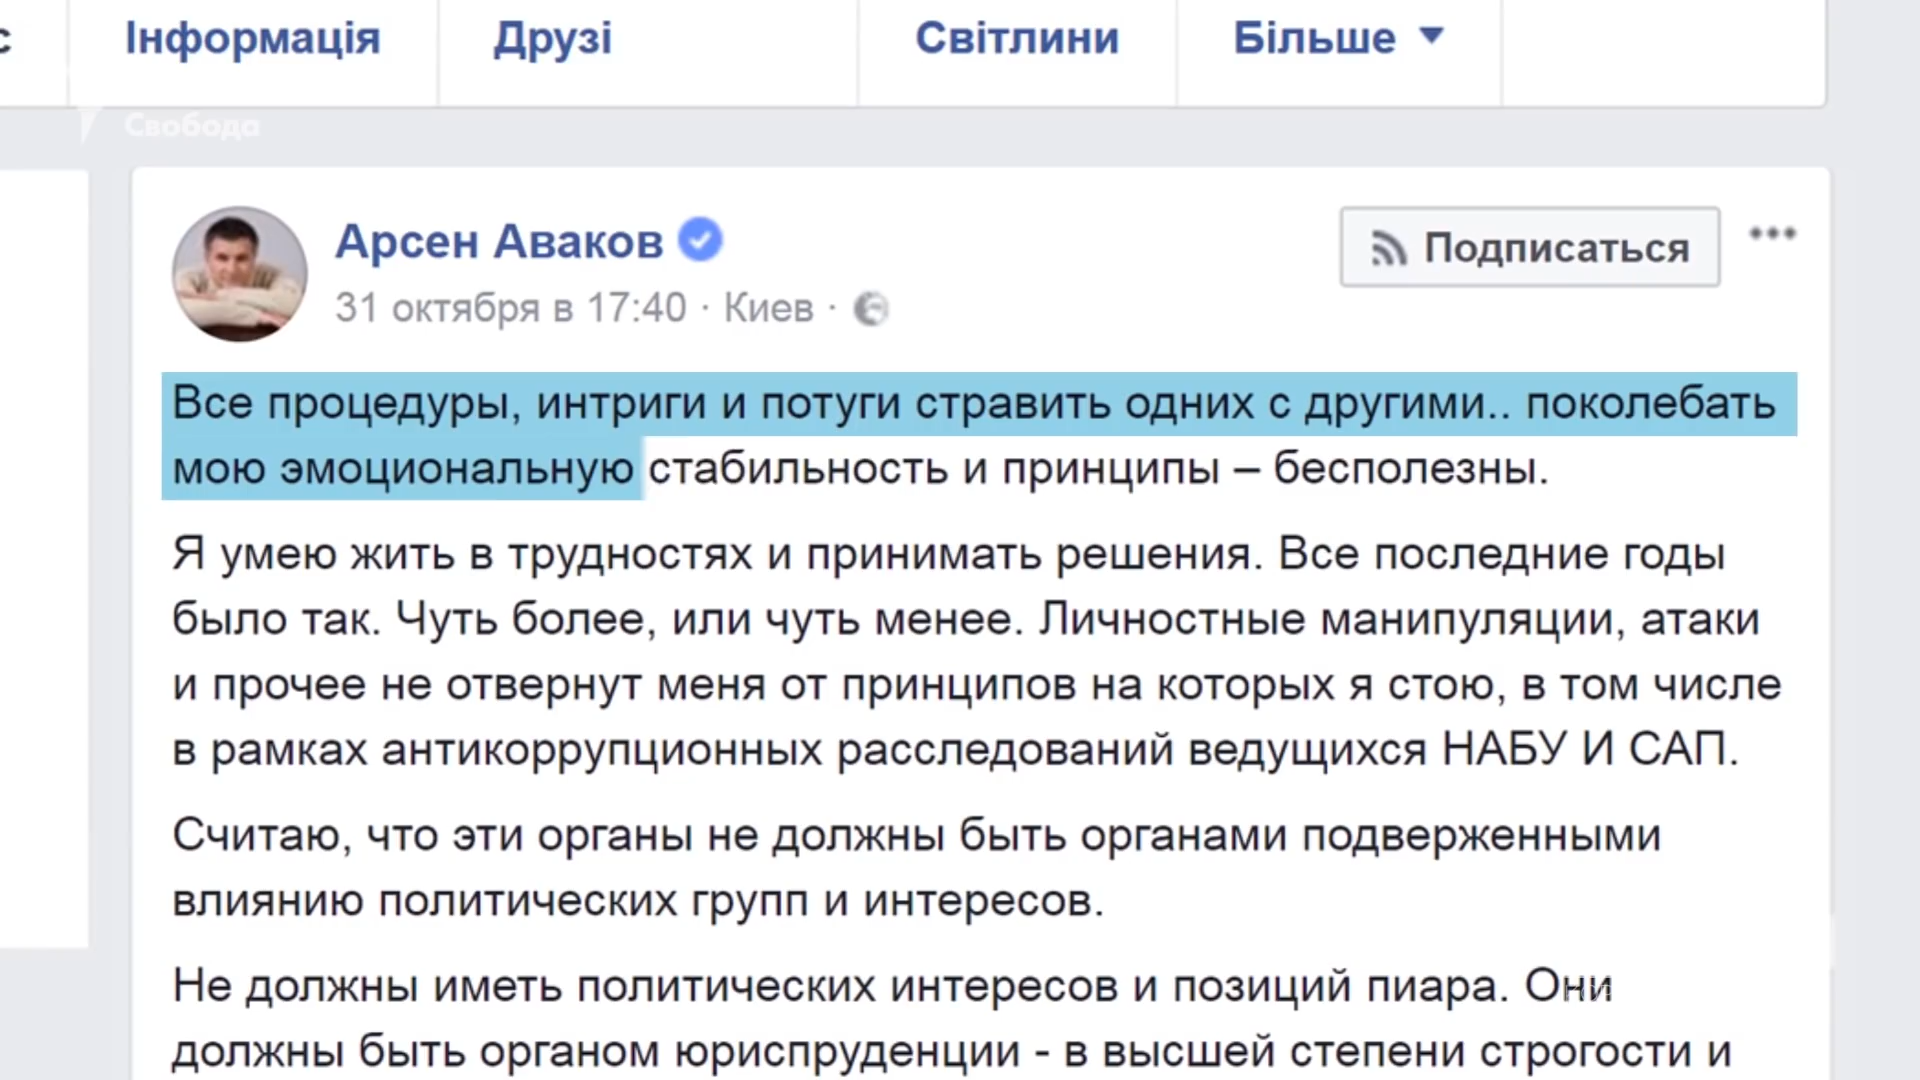 с Інформація Друзі Світлини Більше
Свобода
Арсен Аваков
Подписаться
31 октября в 17:40 · Киев ·
Все процедуры, интриги и потуги стравить одних с другими.. поколебать
мою эмоциональную стабильность и принципы – бесполезны.
Я умею жить в трудностях и принимать решения. Все последние годы
было так. Чуть более, или чуть менее. Личностные манипуляции, атаки
и прочее не отвернут меня от принципов на которых я стою, в том числе
в рамках антикоррупционных расследований ведущихся НАБУ И САП.
Считаю, что эти органы не должны быть органами подверженными
влиянию политических групп и интересов.
Не должны иметь политических интересов и позиций пиара.
должны быть органом юриспруденции - в высшей степени строгости и